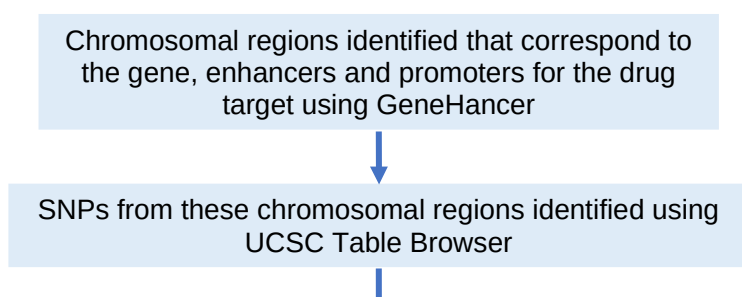 Chromosomal regions identified that correspond to
the gene, enhancers and promoters for the drug
target using GeneHancer
SNPs from these chromosomal regions identified using
UCSC Table Browser